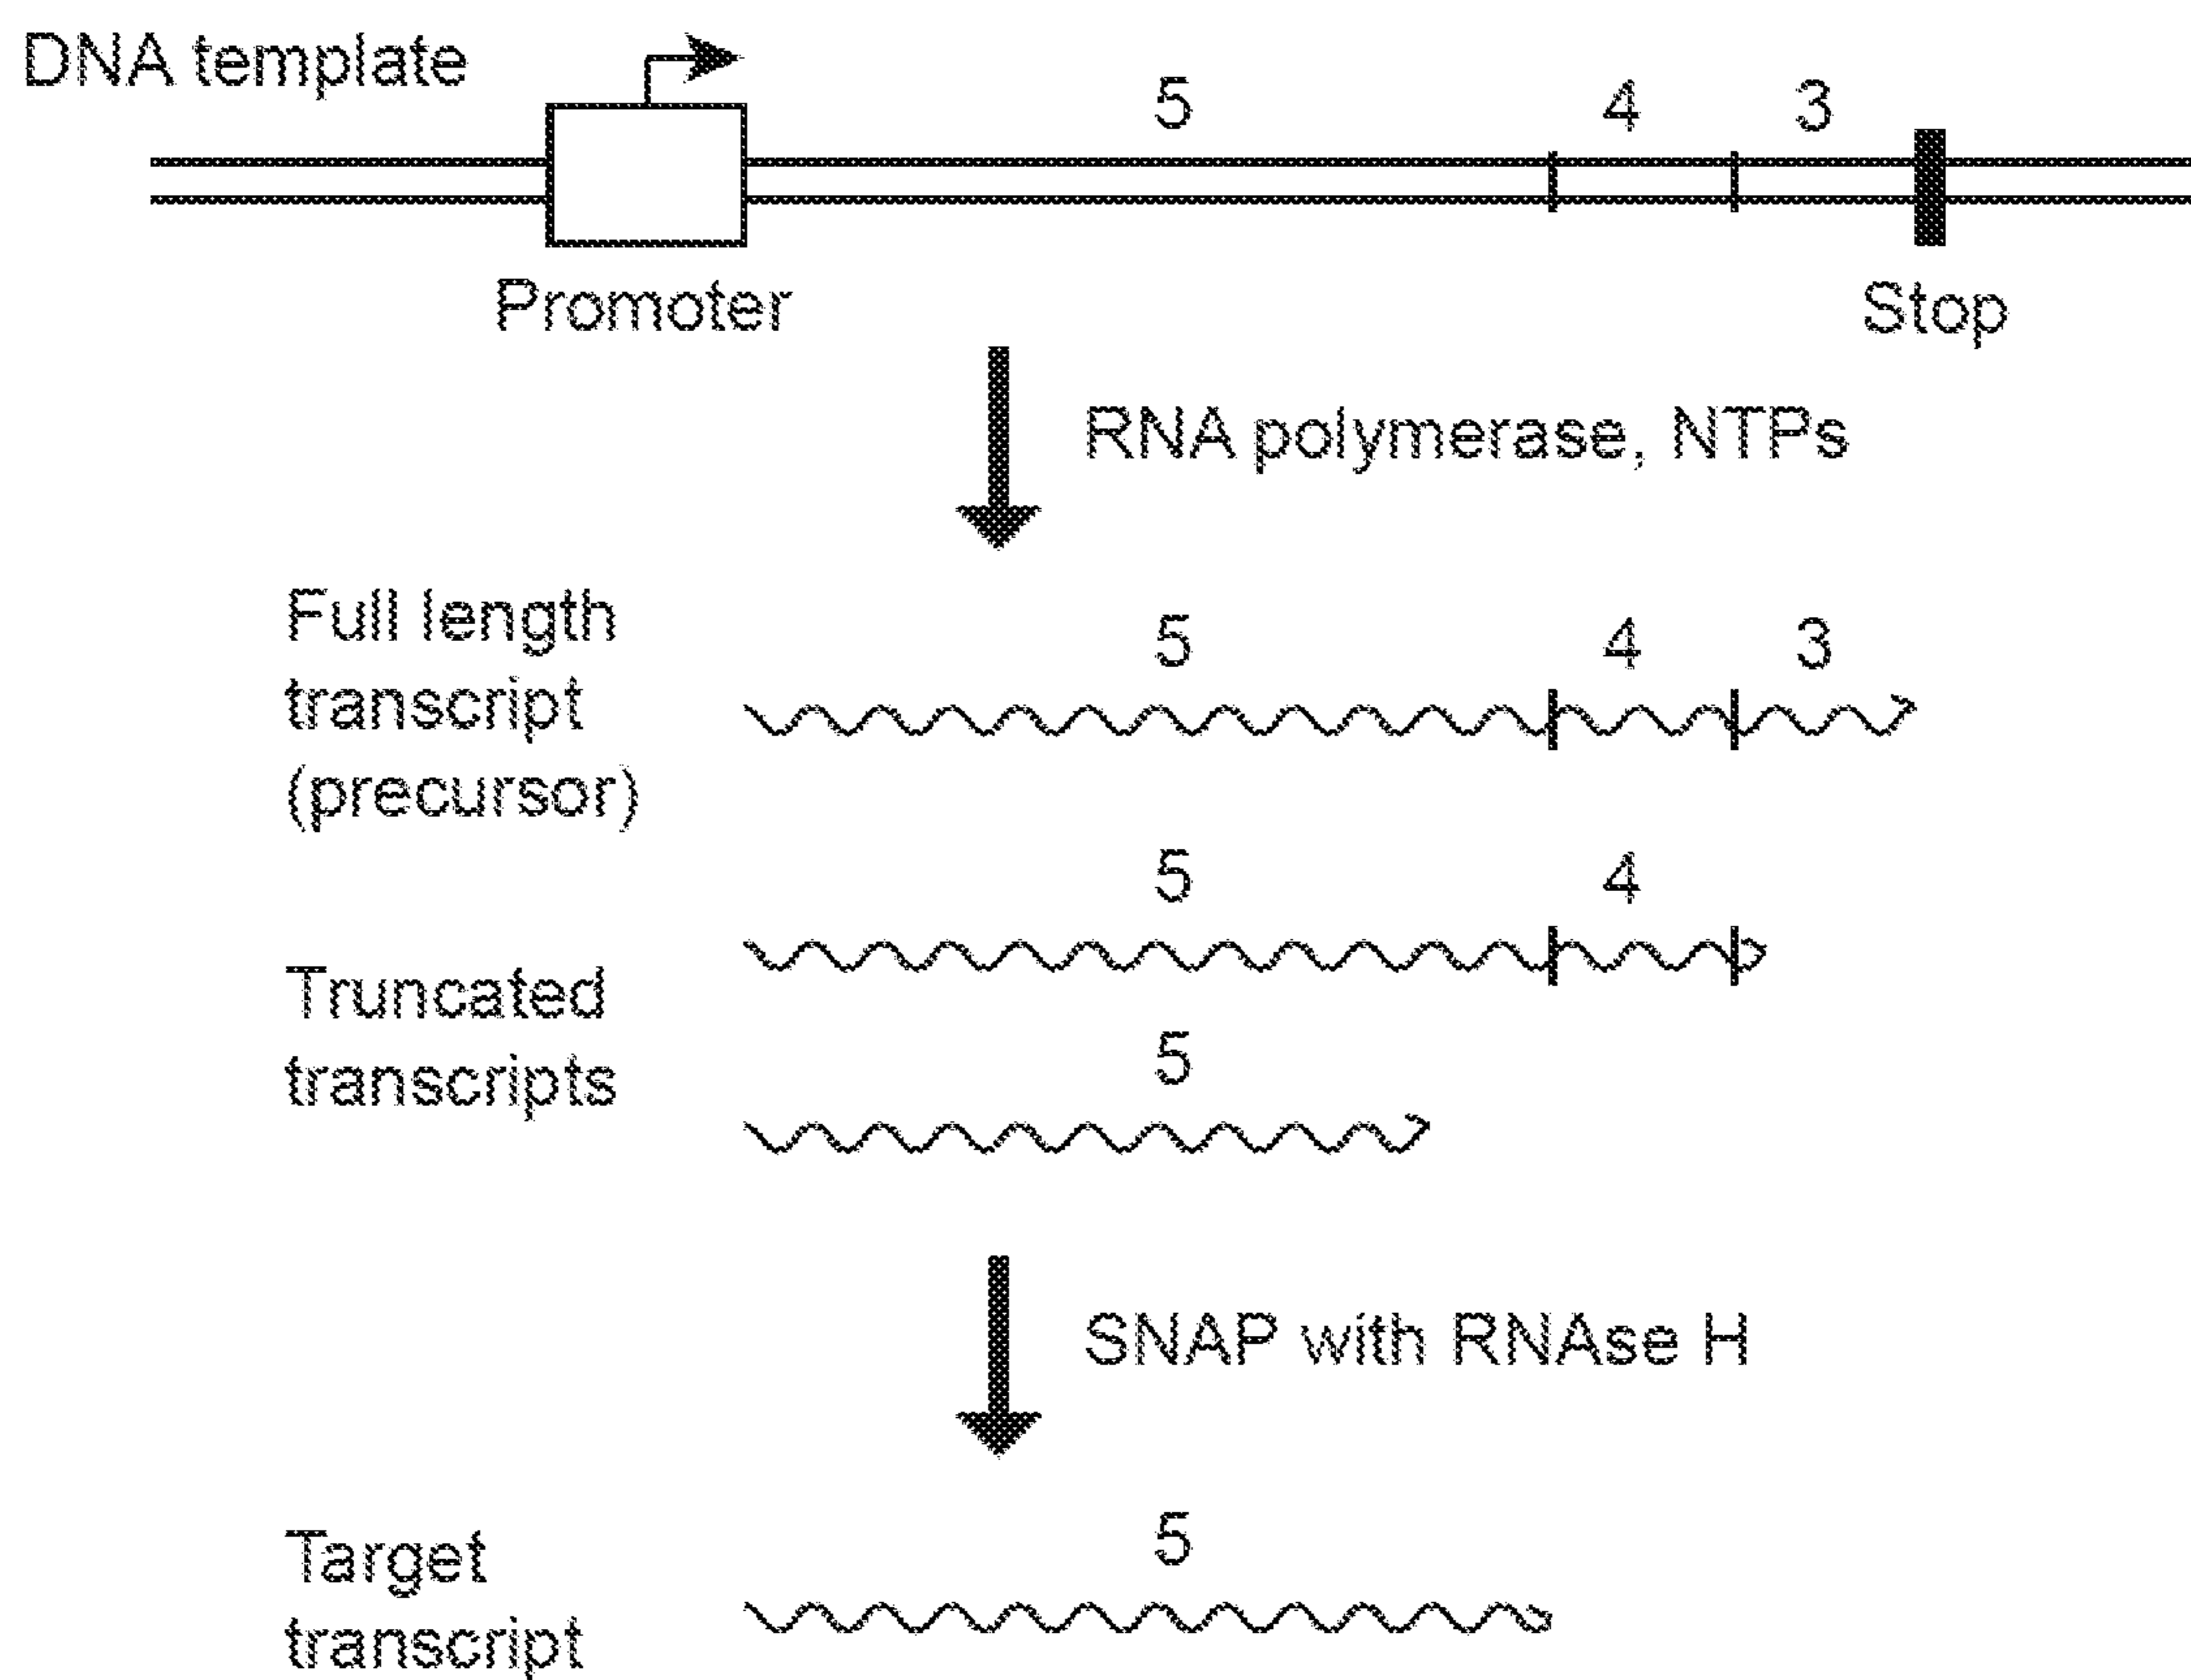 DNA template
5 4 3
Promoter
Stop
RNA polymerase, NTPs
Full length
transcript
(precursor)
5 4 3
5 4
Truncated
transcripts
5
SNAP with RNAse H
Target
transcript
5